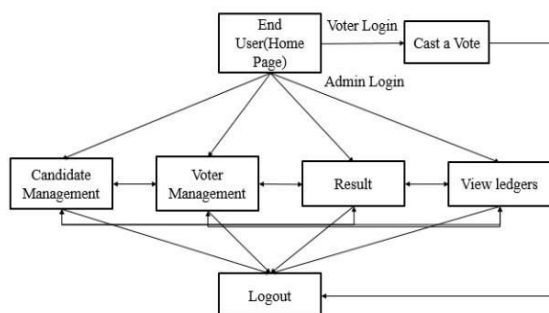 End
User(Home
Page)
Voter Login
Cast a Vote
Admin Login
Candidate
Management
Voter
Management
Result
View ledgers
Logout